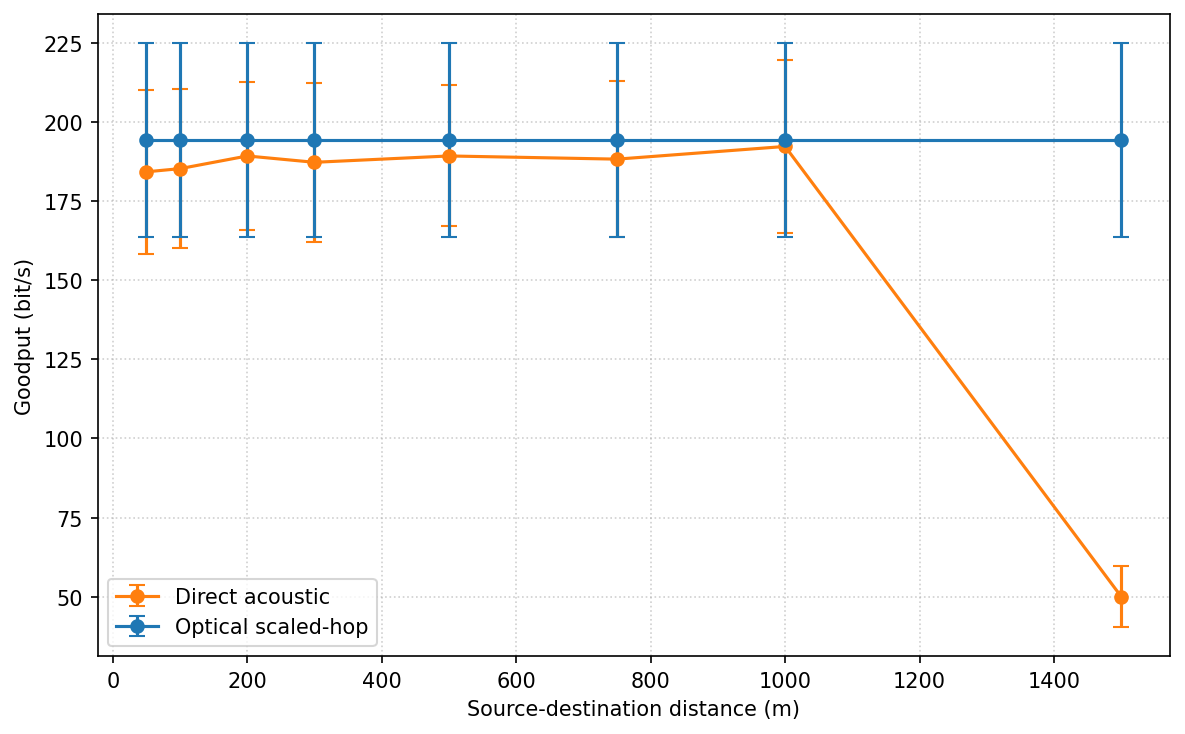 225
200
175
150
125
100
75
50
Goodput (bit/s)
Direct acoustic
Optical scaled-hop
0 200 400 600 800 1000 1200 1400
Source-destination distance (m)